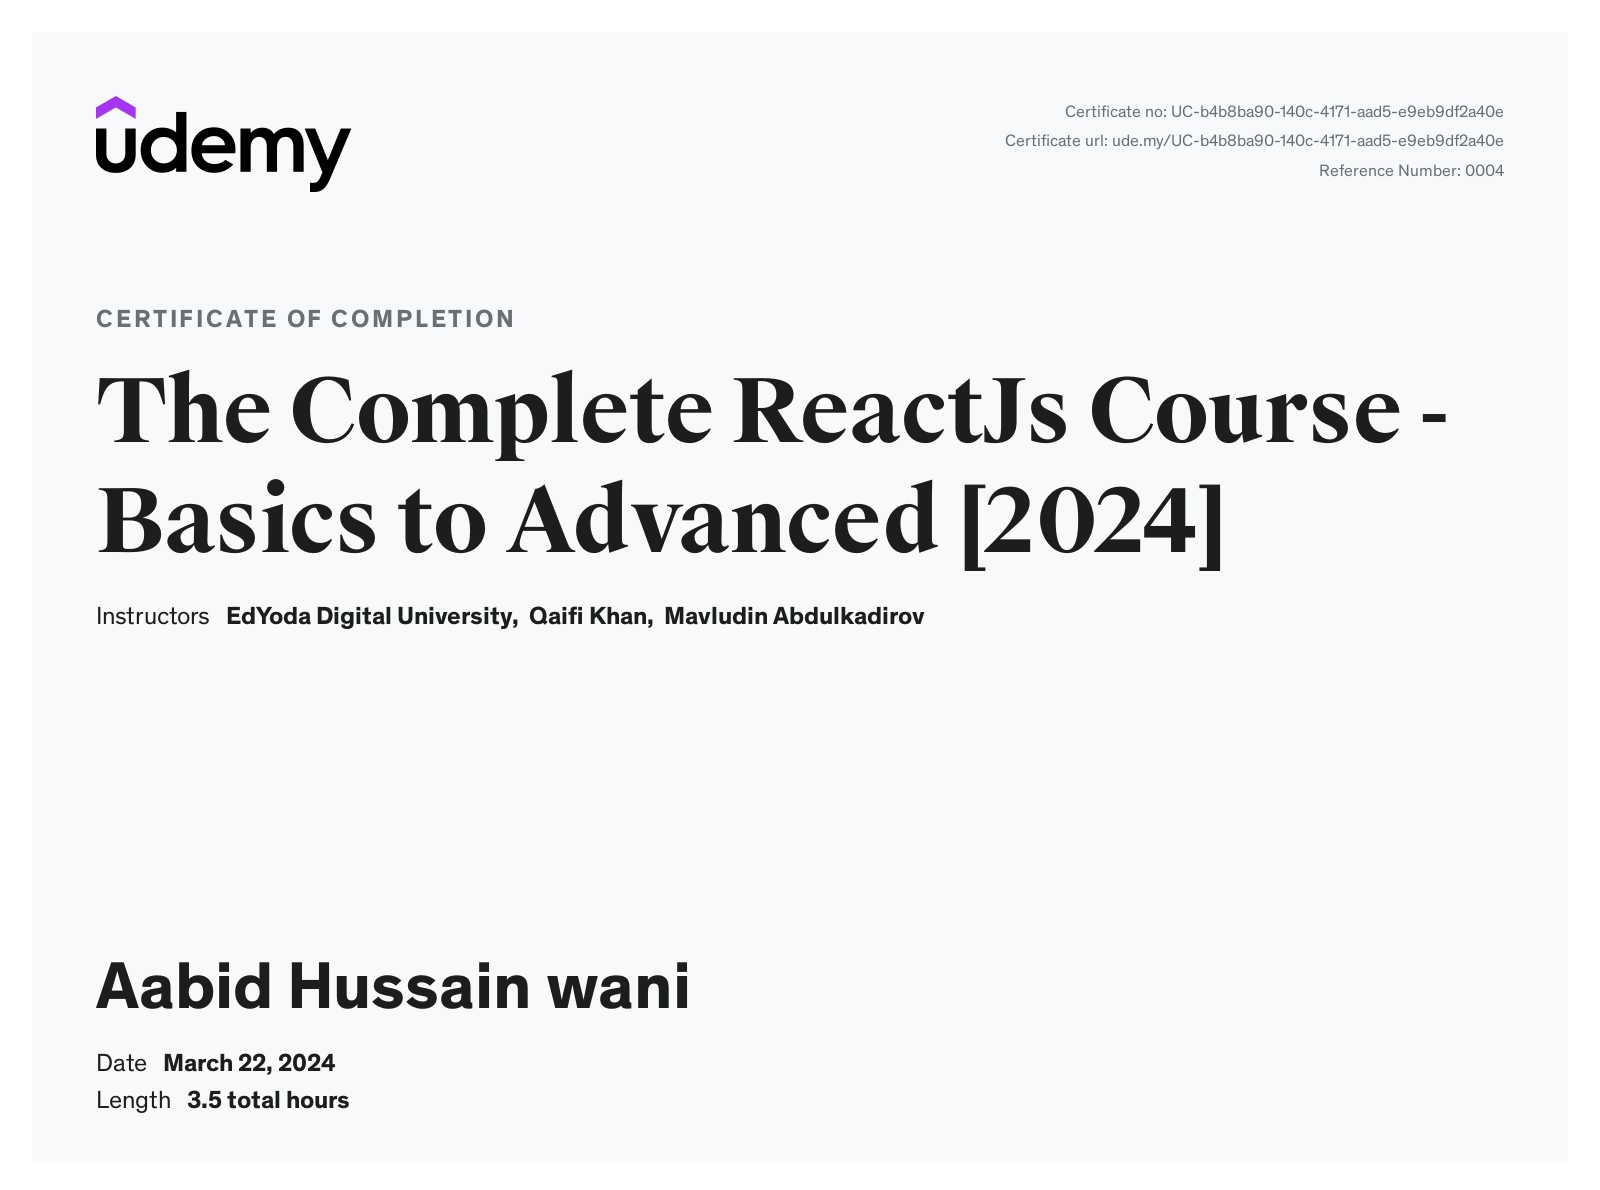 udemy
Certificate no: UC-b4b8ba90-140c-4171-aad5-e9eb9df2a40e
Certificate url: ude.my/UC-b4b8ba90-140c-4171-aad5-e9eb9df2a40e
Reference Number: 0004
CERTIFICATE OF COMPLETION
The Complete ReactJs Course -
Basics to Advanced [2024]
Instructors EdYoda Digital University, Qaifi Khan, Mavludin Abdulkadirov
Aabid Hussain wani
Date March 22, 2024
Length 3.5 total hours